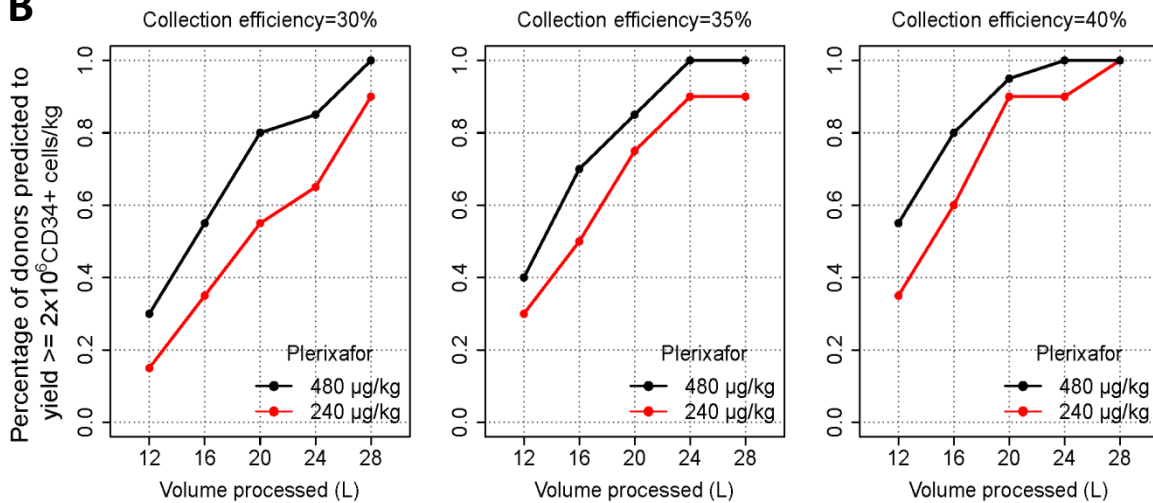 B
Percentage of donors predicted to
yield >= 2x10⁶CD34+ cells/kg
Collection efficiency=30%
1.0
0.8
0.6
0.4
0.2
0.0
Plerixafor
480 µg/kg
240 µg/kg
12 16 20 24 28
Volume processed (L)
Collection efficiency=35%
1.0
0.8
0.6
0.4
0.2
0.0
Plerixafor
480 µg/kg
240 µg/kg
12 16 20 24 28
Volume processed (L)
Collection efficiency=40%
1.0
0.8
0.6
0.4
0.2
0.0
Plerixafor
480 µg/kg
240 µg/kg
12 16 20 24 28
Volume processed (L)